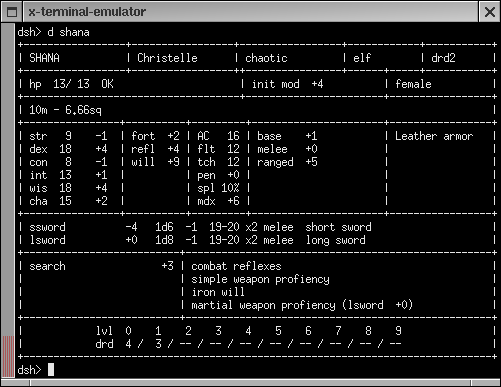 x-terminal-emulator
dsh> d shana
SHANA | Christelle | chaotic | elf | drd2
hp 13/ 13 OK | init mod +4 | female
10m - 6.66sq
str 9 -1 | fort +2 | AC 16 | base +1 | Leather armor
dex 18 +4 | refl +4 | flt 12 | melee +0
con 8 -1 | will +9 | tch 12 | ranged +5
int 13 +1 | pen +0
wis 18 +4 | spl 10%
cha 15 +2 | mdx +6
ssword -4 1d6 -1 19-20 x2 melee short sword
lsword +0 1d8 -1 19-20 x2 melee long sword
search +3 | combat reflexes
simple weapon profiency
iron will
martial weapon profiency (lsword +0)
lvl 0 1 2 3 4 5 6 7 8 9
drd 4 / 3 / -- / -- / -- / -- / -- / -- / -- / --
dsh>